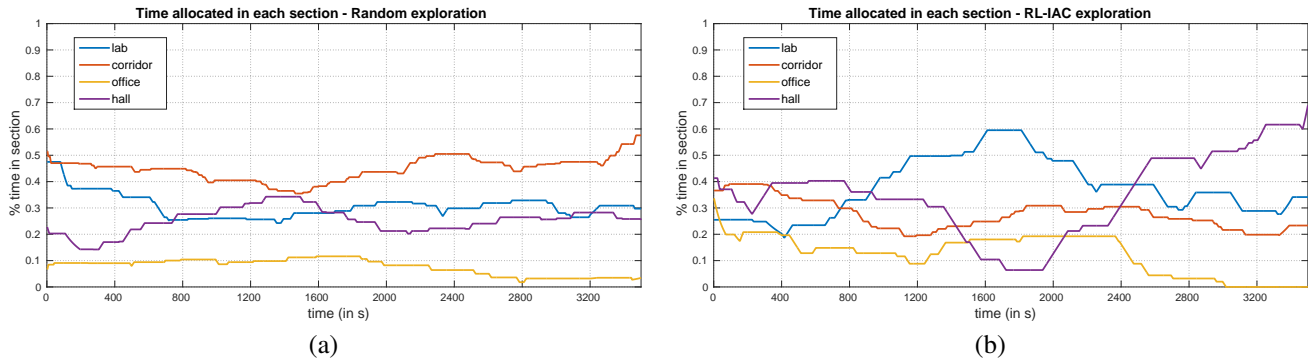 Time allocated in each section - Random exploration
% time in section
1
0.9
0.8
0.7
0.6
0.5
0.4
0.3
0.2
0.1
0
lab
corridor
office
hall
0 400 800 1200 1600 2000 2400 2800 3200
time (in s)
(a)
Time allocated in each section - RL-IAC exploration
% time in section
1
0.9
0.8
0.7
0.6
0.5
0.4
0.3
0.2
0.1
0
lab
corridor
office
hall
0 400 800 1200 1600 2000 2400 2800 3200
time (in s)
(b)